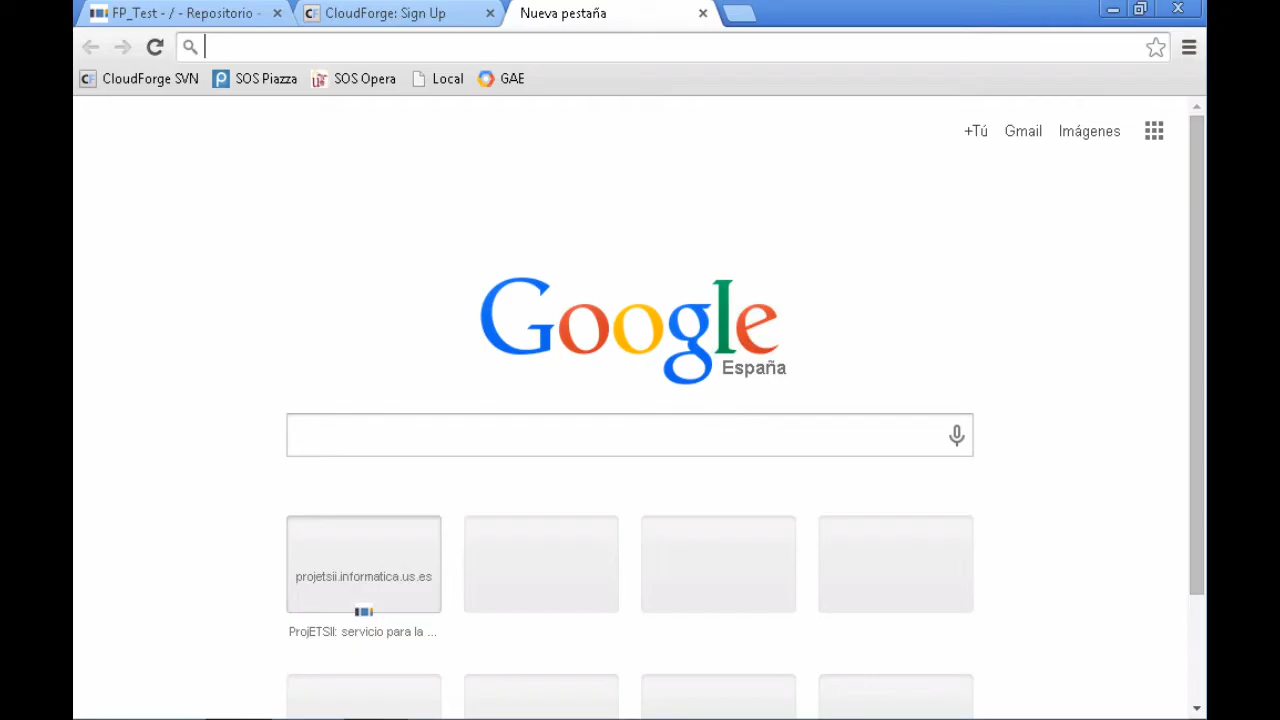 FP_Test - / - Repositorio -
CloudForge: Sign Up
Nueva pestaña
CloudForge SVN
SOS Piazza
SOS Opera
Local
GAE
+Tú
Gmail
Imágenes
Google
España
projetsii.informatica.us.es
ProjETSII: servicio para la ...